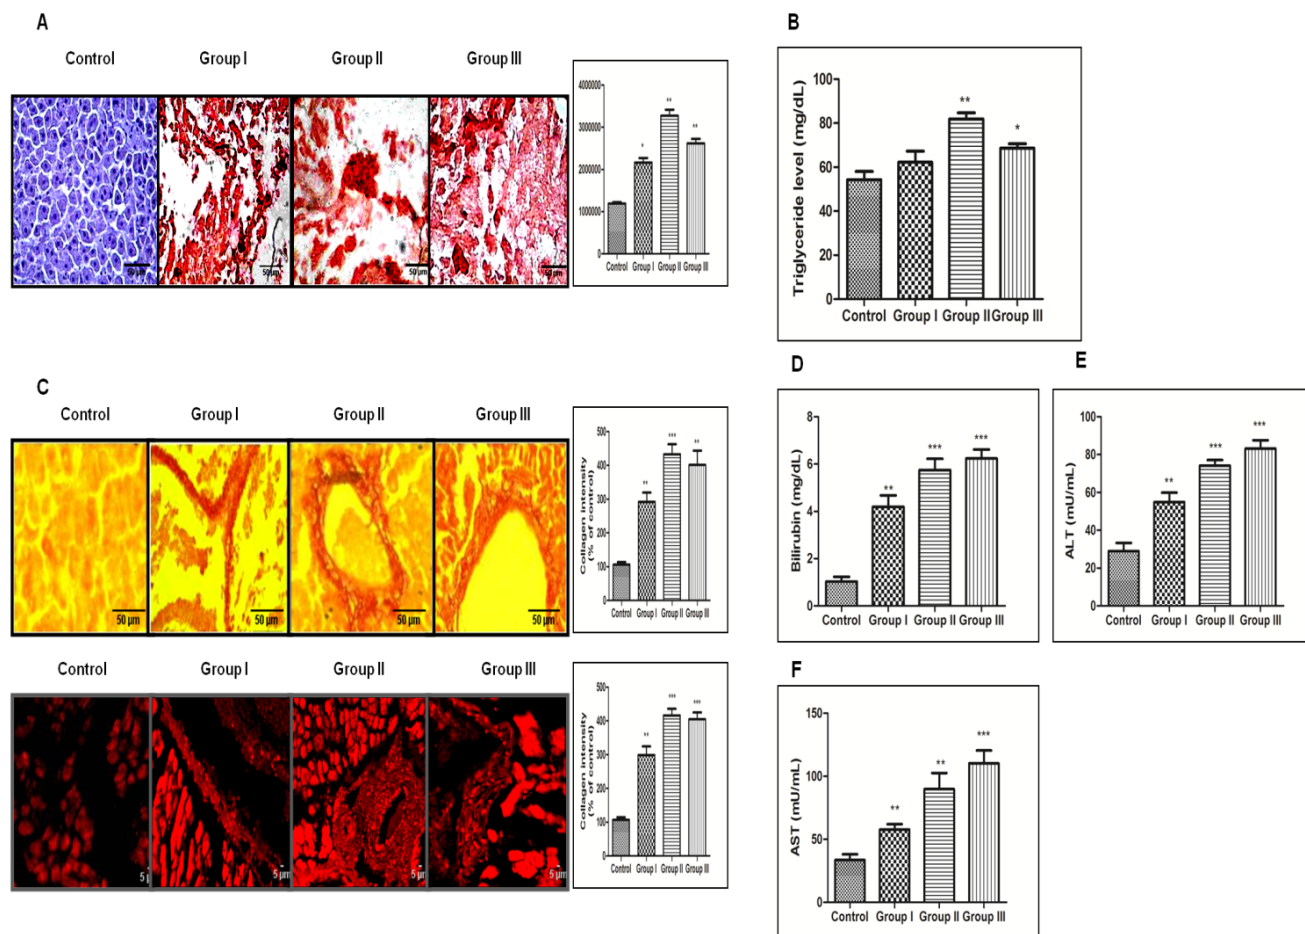 A
Control
Group I
Group II
Group III
50 µm
50 µm
50 µm
50 µm
4000000
3000000
2000000
1000000
0
*
**
**
Control
Group I
Group II
Group III
B
Triglyceride level (mg/dL)
100
80
60
40
20
0
**
*
Control
Group I
Group II
Group III
C
Control
Group I
Group II
Group III
50 µm
50 µm
50 µm
50 µm
Collagen intensity
(% of control)
500
400
300
200
100
0
**
***
**
Control
Group I
Group II
Group III
Control
Group I
Group II
Group III
5 µ
5 µm
5 µm
5 µm
Collagen intensity
(% of control)
500
400
300
200
100
0
**
***
***
Control
Group I
Group II
Group III
D
Bilirubin (mg/dL)
8
6
4
2
0
**
***
***
Control
Group I
Group II
Group III
E
ALT (mU/mL)
100
80
60
40
20
0
**
***
***
Control
Group I
Group II
Group III
F
AST (mU/mL)
150
100
50
0
**
**
***
Control
Group I
Group II
Group III